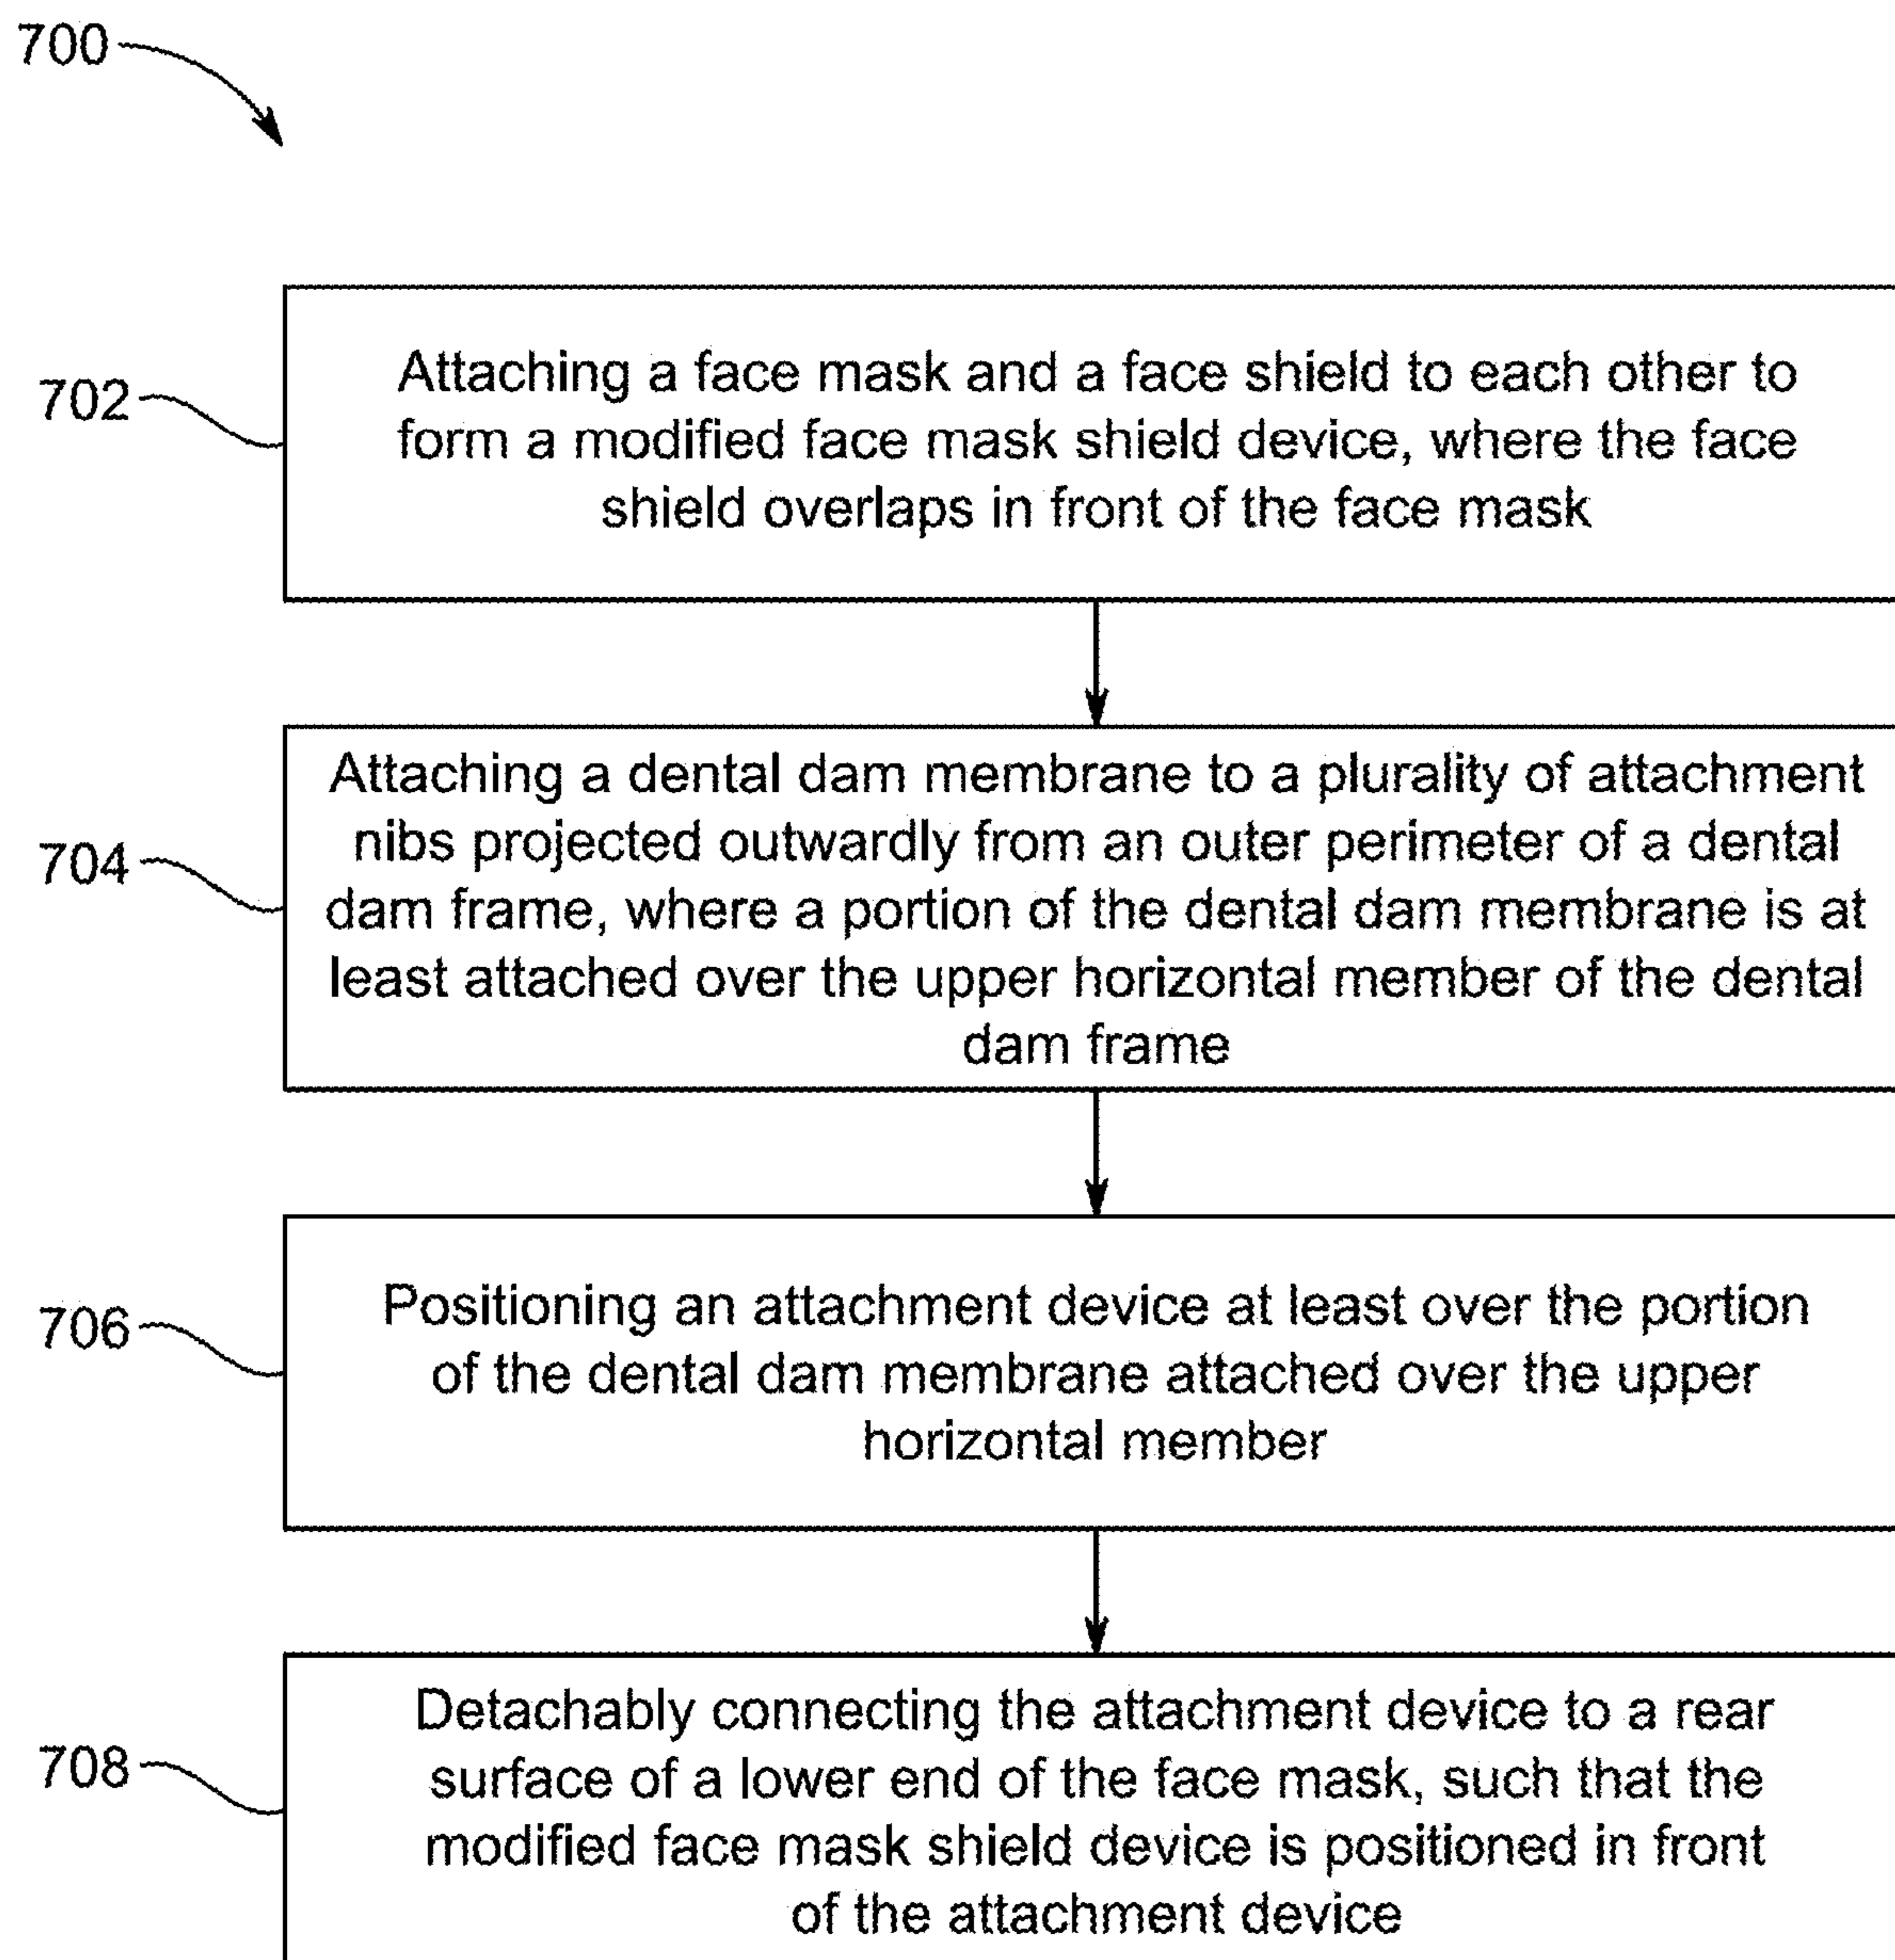 700
702
Attaching a face mask and a face shield to each other to
form a modified face mask shield device, where the face
shield overlaps in front of the face mask
704
Attaching a dental dam membrane to a plurality of attachment
nibs projected outwardly from an outer perimeter of a dental
dam frame, where a portion of the dental dam membrane is at
least attached over the upper horizontal member of the dental
dam frame
706
Positioning an attachment device at least over the portion
of the dental dam membrane attached over the upper
horizontal member
708
Detachably connecting the attachment device to a rear
surface of a lower end of the face mask, such that the
modified face mask shield device is positioned in front
of the attachment device